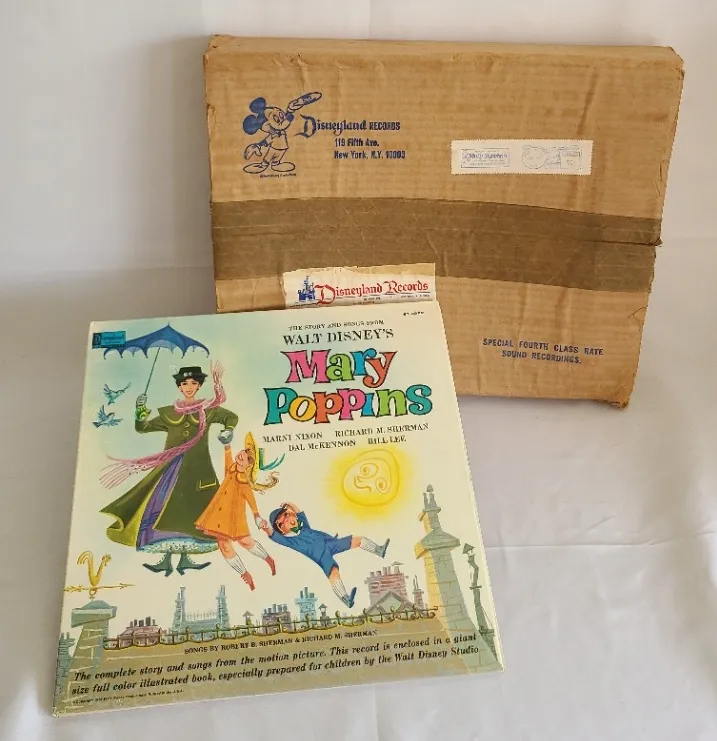 Disneyland RECORDS
119 Fifth Ave.
New York, N.Y. 10003
Disneyland Records
SPECIAL FOURTH CLASS RATE
SOUND RECORDINGS.
THE STORY AND SONGS FROM
WALT DISNEY'S
Mary
POPPINS
MARNI NIXON RICHARD M. SHERMAN
DAL McKENNON BILL LEE
SONGS BY ROBERT B. SHERMAN & RICHARD M. SHERMAN
The complete story and songs from the motion picture. This record is enclosed in a giant
size full color illustrated book, especially prepared for children by the Walt Disney Studio.